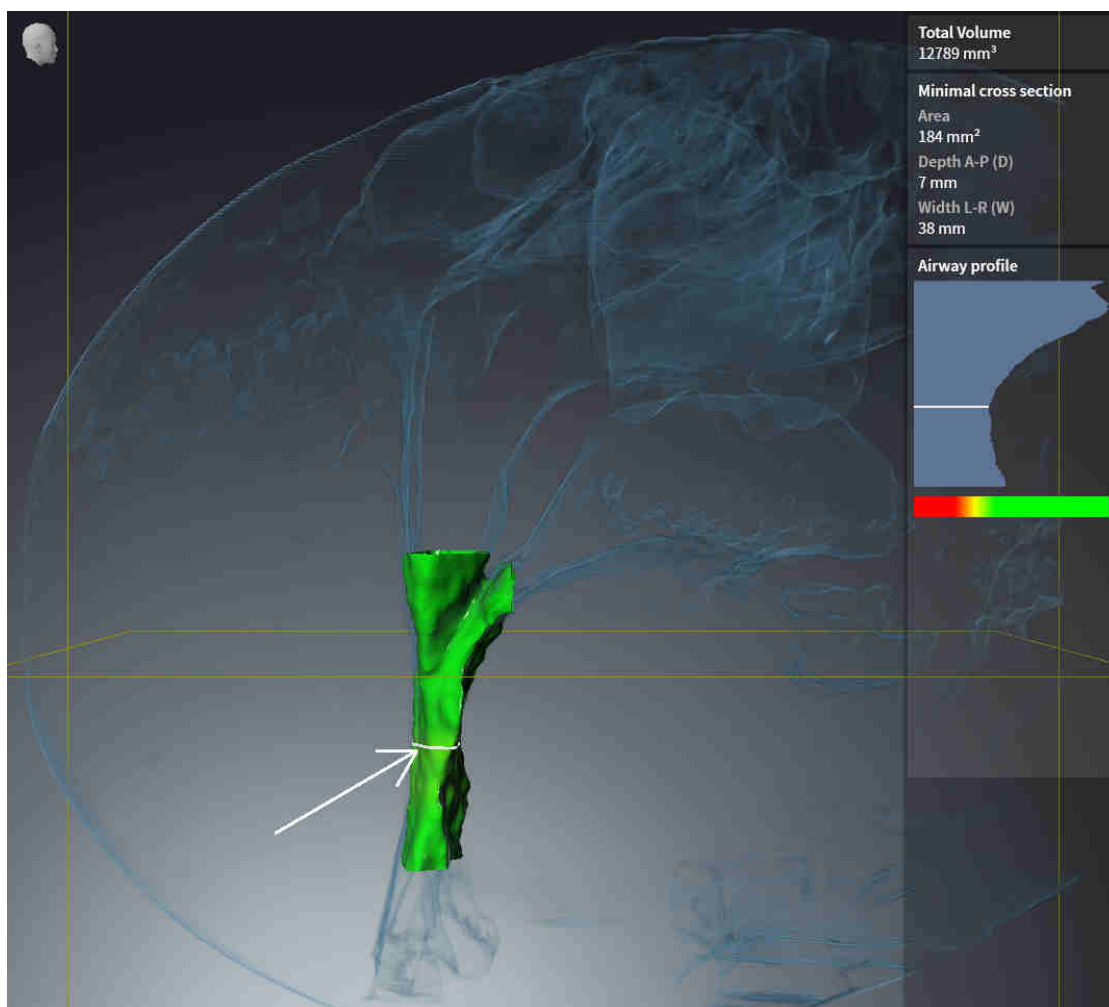 Total Volume
12789 mm³
Minimal cross section
Area
184 mm²
Depth A-P (D)
7 mm
Width L-R (W)
38 mm
Airway profile